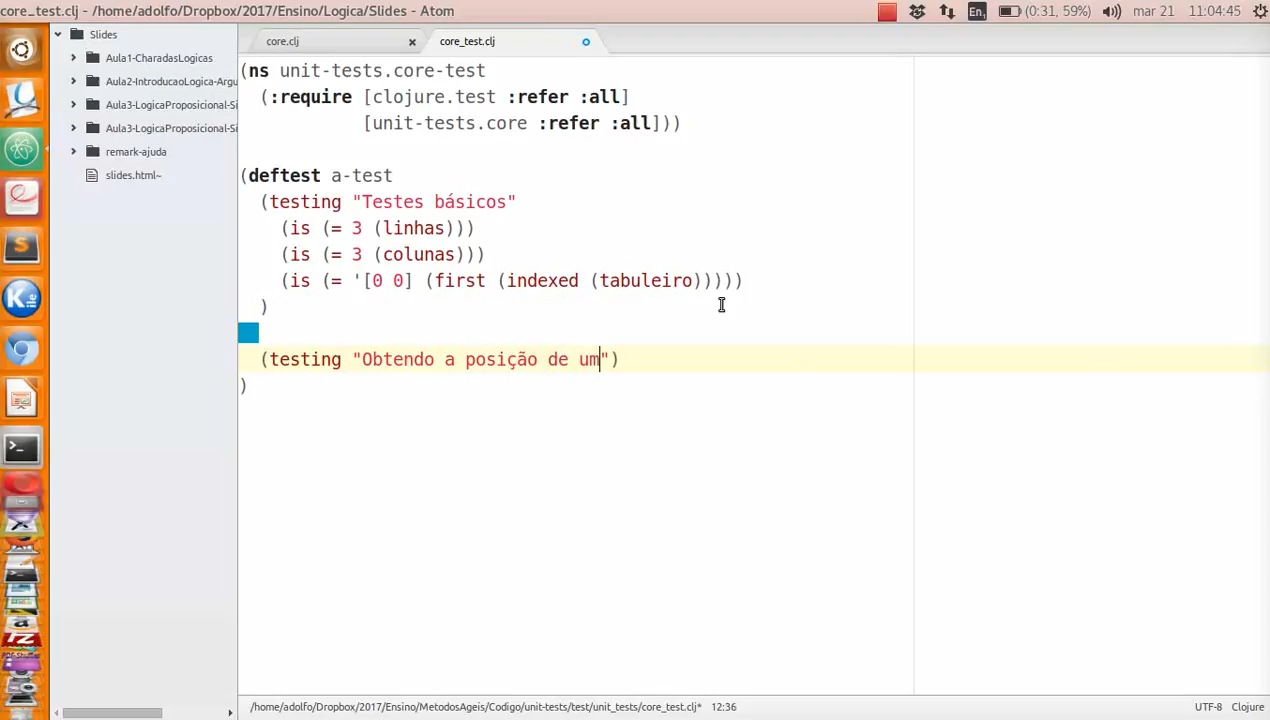 core_test.clj - /home/adolfo/Dropbox/2017/Ensino/Logica/Slides - Atom
En1 (0:31, 59%) mar 21 11:04:45
Slides
Aula1-CharadasLogicas
Aula2-IntroducaoLogica-Argu
Aula3-LogicaProposicional-Si
Aula3-LogicaProposicional-Si
remark-ajuda
slides.html~
core.clj
core_test.clj
(ns unit-tests.core-test
(:require [clojure.test :refer :all]
[unit-tests.core :refer :all]))
(deftest a-test
(testing "Testes básicos"
(is (= 3 (linhas)))
(is (= 3 (colunas)))
(is (= '[0 0] (first (indexed (tabuleiro)))))
)
(testing "Obtendo a posição de um")
)
/home/adolfo/Dropbox/2017/Ensino/MetodosAgeis/Codigo/unit-tests/test/unit_tests/core_test.clj* 12:36
UTF-8 Clojure